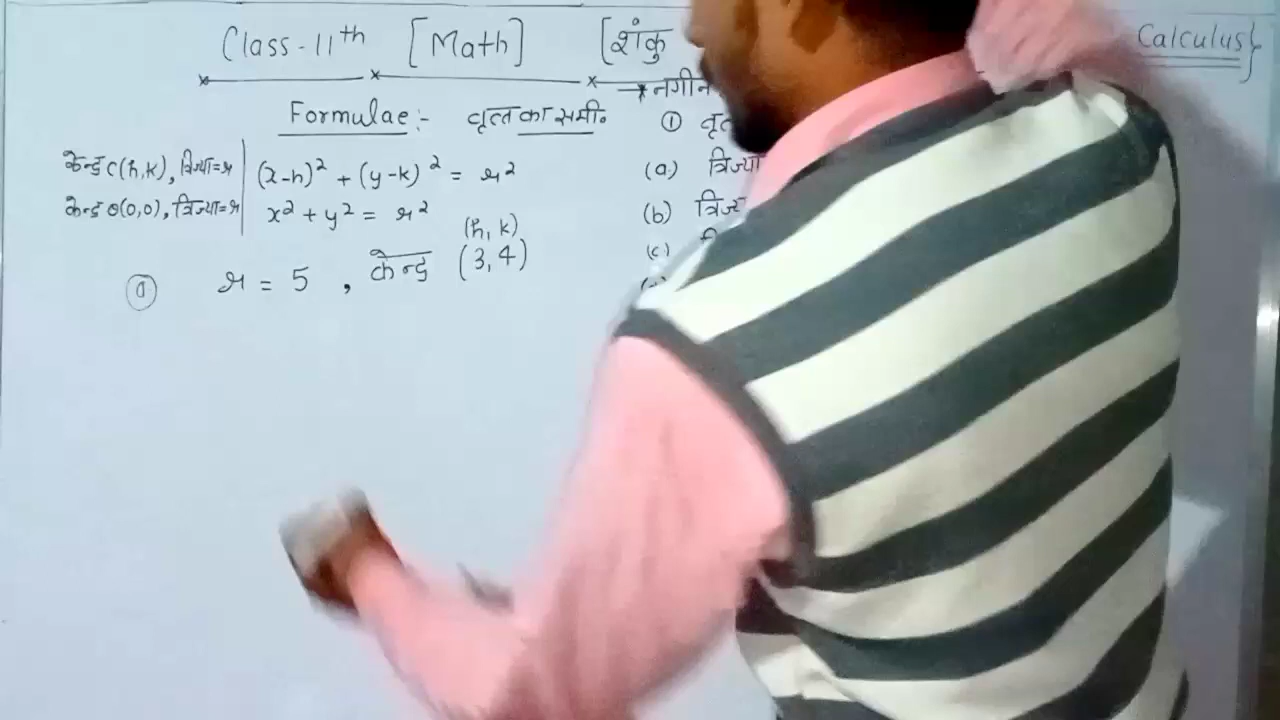 Class-11th [Math] [शंकु Calculus}
→ नगीन
Formulae:- वृत्त का समी०
केन्द्र C(h,k), त्रिज्या=r | (x-h)² + (y-k)² = r²
केन्द्र O(0,0), त्रिज्या=r | x² + y² = r²
(h, k)
① r = 5 , केन्द्र (3,4)
① वृत्
(a) त्रिज्या
(b) त्रिज्य
(c)